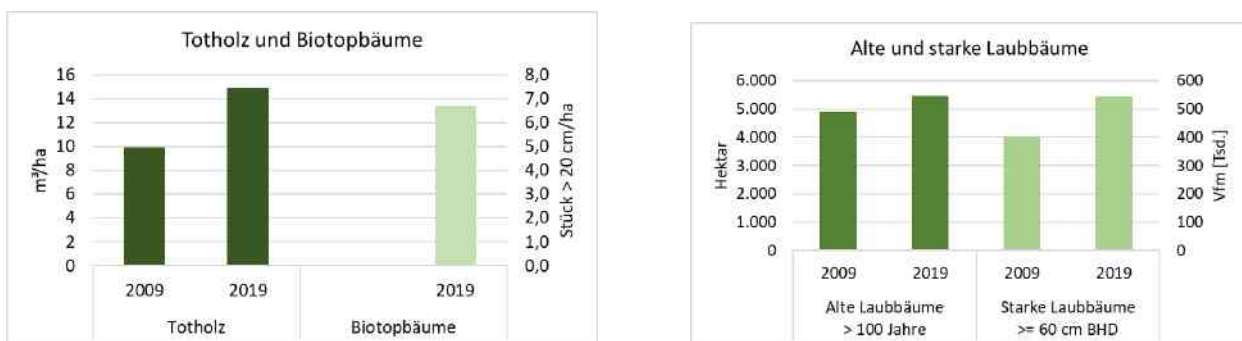 Totholz und Biotopbäume
16
14
12
10
8
6
4
2
0
m³/ha
8,0
7,0
6,0
5,0
4,0
3,0
2,0
1,0
0,0
Stück > 20 cm/ha
2009 2019 2019
Totholz Biotopbäume
Alte und starke Laubbäume
6.000
5.000
4.000
3.000
2.000
1.000
0
Hektar
600
500
400
300
200
100
0
Vfm [Tsd.]
2009 2019 2009 2019
Alte Laubbäume Starke Laubbäume
> 100 Jahre >= 60 cm BHD